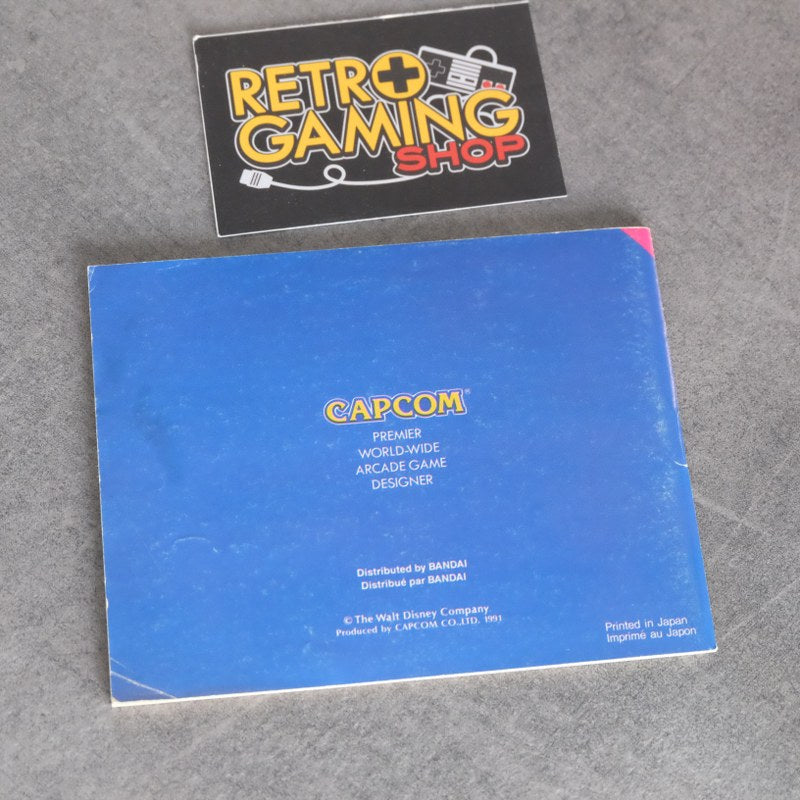 RETRO
GAMING
SHOP
CAPCOM®
PREMIER
WORLD-WIDE
ARCADE GAME
DESIGNER
Distributed by BANDAI
Distribué par BANDAI
© The Walt Disney Company
Produced by CAPCOM CO.,LTD. 1991
Printed in Japan
Imprimé au Japon